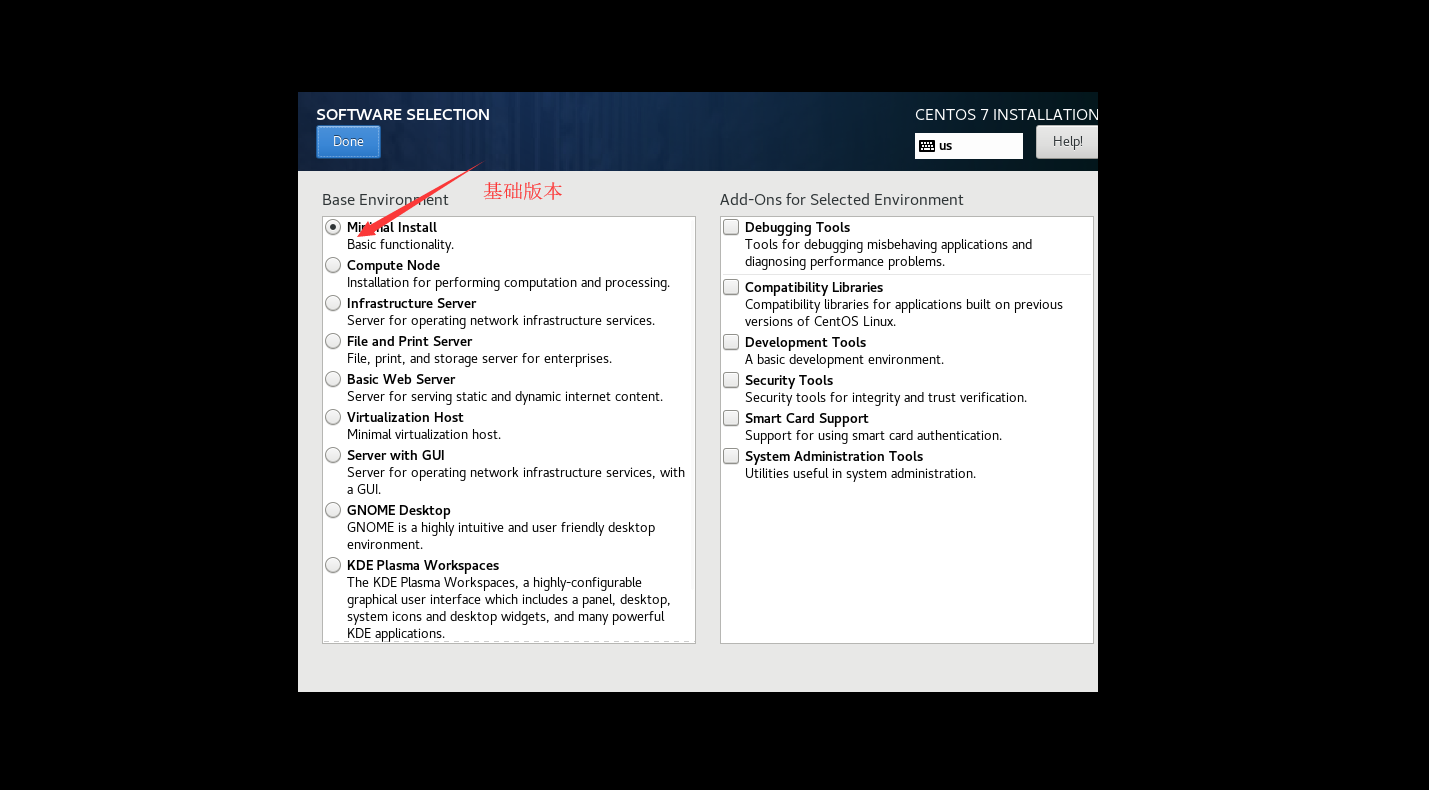 SOFTWARE SELECTION
Done
CENTOS 7 INSTALLATION
us
Help!
基础版本
Base Environment
Minimal Install
Basic functionality.
Compute Node
Installation for performing computation and processing.
Infrastructure Server
Server for operating network infrastructure services.
File and Print Server
File, print, and storage server for enterprises.
Basic Web Server
Server for serving static and dynamic internet content.
Virtualization Host
Minimal virtualization host.
Server with GUI
Server for operating network infrastructure services, with
a GUI.
GNOME Desktop
GNOME is a highly intuitive and user friendly desktop
environment.
KDE Plasma Workspaces
The KDE Plasma Workspaces, a highly-configurable
graphical user interface which includes a panel, desktop,
system icons and desktop widgets, and many powerful
KDE applications.
Add-Ons for Selected Environment
Debugging Tools
Tools for debugging misbehaving applications and
diagnosing performance problems.
Compatibility Libraries
Compatibility libraries for applications built on previous
versions of CentOS Linux.
Development Tools
A basic development environment.
Security Tools
Security tools for integrity and trust verification.
Smart Card Support
Support for using smart card authentication.
System Administration Tools
Utilities useful in system administration.